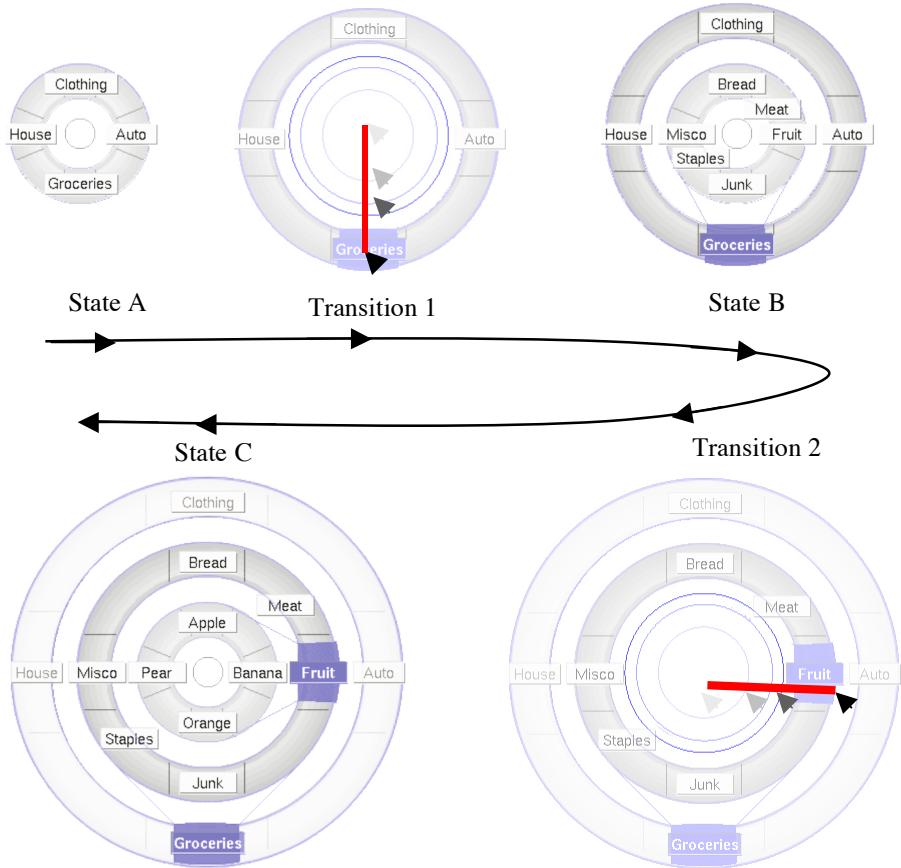 Clothing
House
Auto
Groceries
State A
Clothing
House
Auto
Groceries
Transition 1
Clothing
Bread
Meat
House
Misco
Fruit
Auto
Staples
Junk
Groceries
State B
State C
Clothing
Bread
Meat
Apple
House
Misco
Pear
Banana
Fruit
Auto
Orange
Staples
Junk
Groceries
Transition 2
Clothing
Bread
Meat
House
Misco
Fruit
Auto
Staples
Junk
Groceries